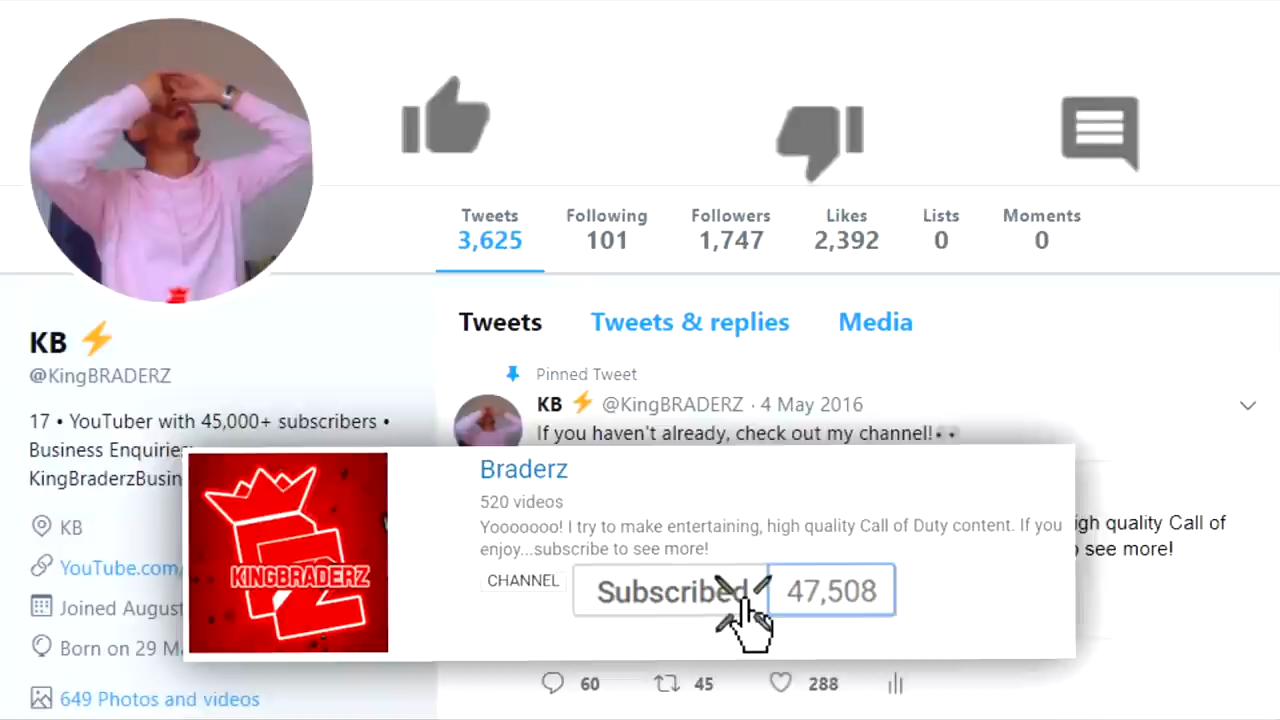 Tweets Following Followers Likes Lists Moments
3,625 101 1,747 2,392 0 0
KB ⚡
@KingBRADERZ
17 • YouTuber with 45,000+ subscribers •
Business Enquiries
KingBraderzBusin
KB
YouTube.com/
Joined August
Born on 29 M
649 Photos and videos
Tweets Tweets & replies Media
Pinned Tweet
KB ⚡ @KingBRADERZ · 4 May 2016
If you haven't already, check out my channel!👀
igh quality Call of
see more!
KINGBRADERZ
Braderz
520 videos
Yooooooo! I try to make entertaining, high quality Call of Duty content. If you
enjoy...subscribe to see more!
CHANNEL Subscribed 47,508
60 45 288